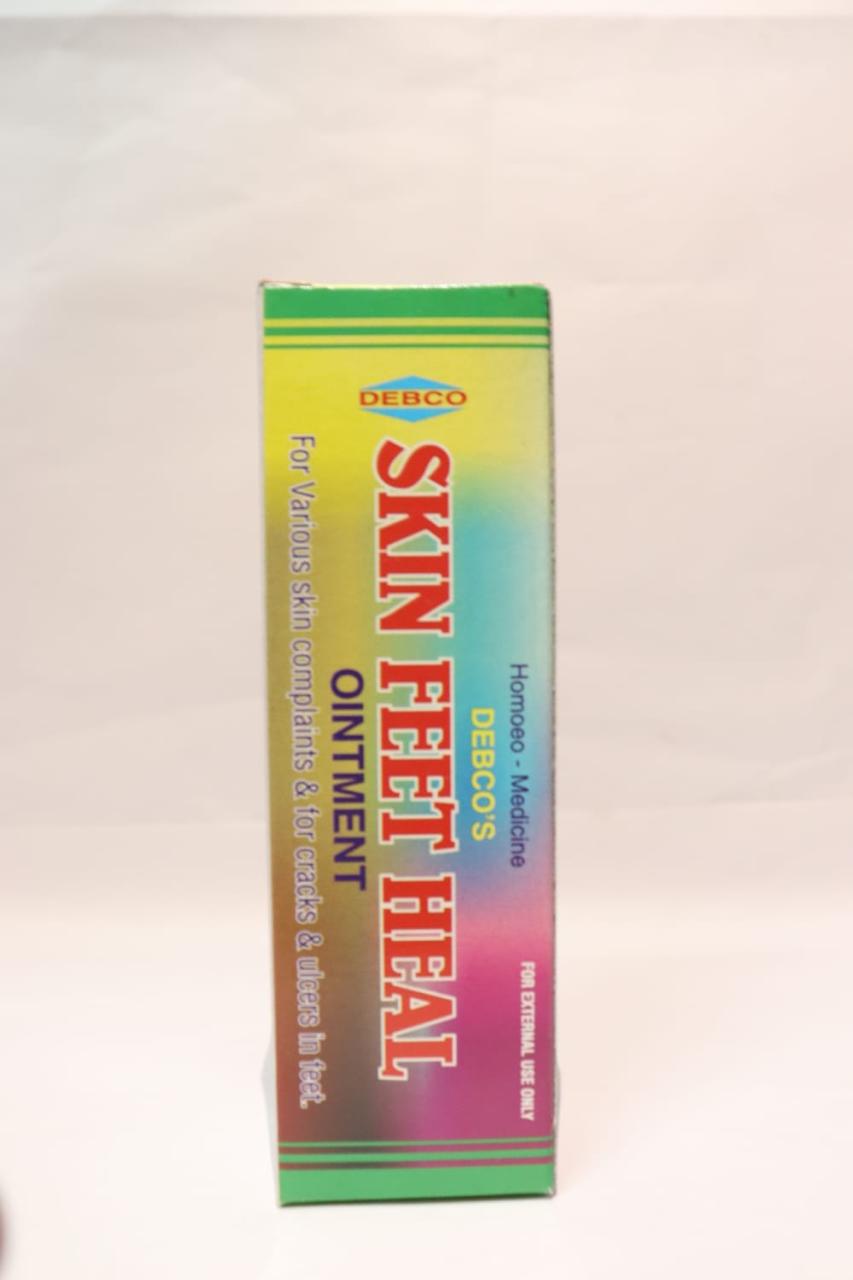 DEBCO
Homoeo - Medicine
FOR EXTERNAL USE ONLY
DEBCO'S
SKIN FEET HEAL
OINTMENT
For Various skin complaints & for cracks & ulcers in feet.